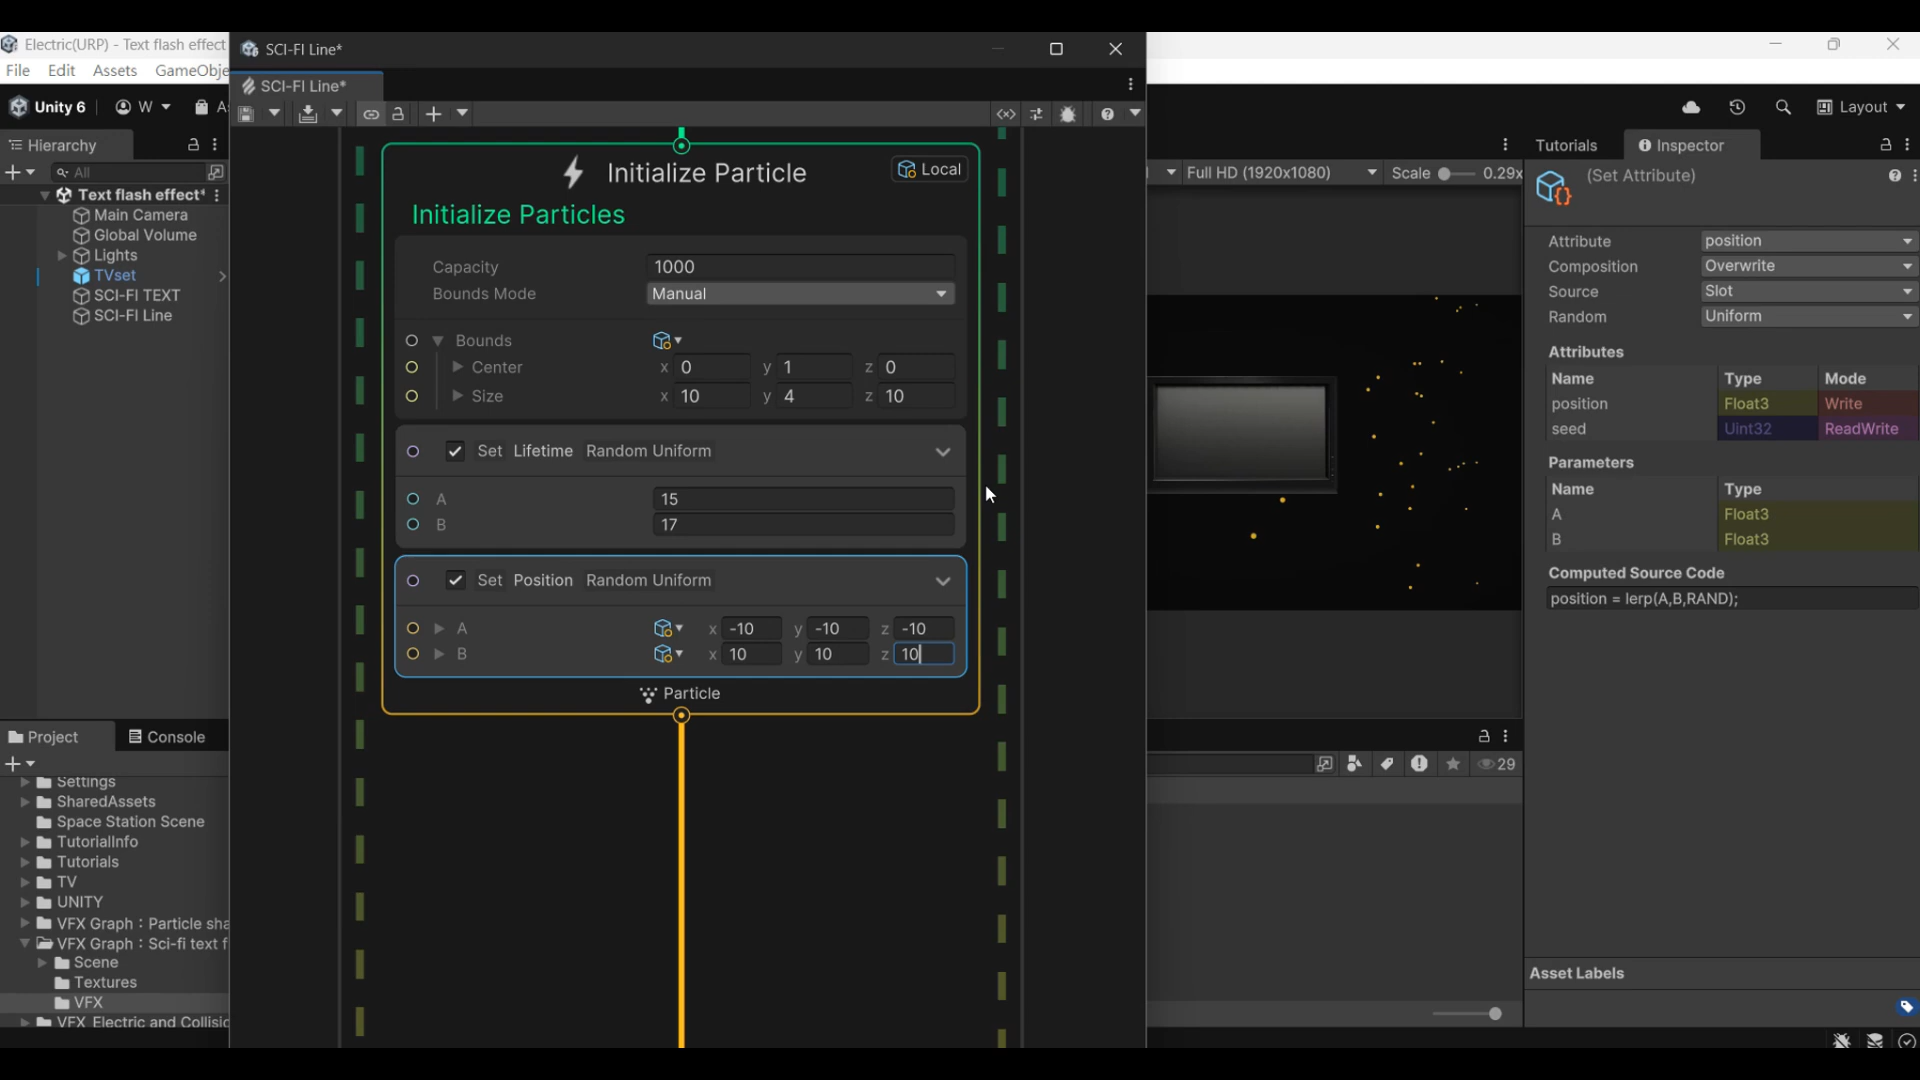 Electric(URP) - Text flash effect
File Edit Assets GameObje
Unity 6 W A
Hierarchy
All
Text flash effect*
Main Camera
Global Volume
Lights
TVset
SCI-FI TEXT
SCI-FI Line
Project Console
Settings
SharedAssets
Space Station Scene
TutorialInfo
Tutorials
TV
UNITY
VFX Graph : Particle sha
VFX Graph : Sci-fi text f
Scene
Textures
VFX
VFX Electric and Collisic
SCI-FI Line*
SCI-FI Line*
Initialize Particle Local
Initialize Particles
Capacity 1000
Bounds Mode Manual
Bounds
Center x 0 y 1 z 0
Size x 10 y 4 z 10
Set Lifetime Random Uniform
A 15
B 17
Set Position Random Uniform
A x -10 y -10 z -10
B x 10 y 10 z 10
Particle
Full HD (1920x1080) Scale 0.29x
29
Layout
Tutorials Inspector
(Set Attribute)
Attribute position
Composition Overwrite
Source Slot
Random Uniform
Attributes
Name Type Mode
position Float3 Write
seed Uint32 ReadWrite
Parameters
Name Type
A Float3
B Float3
Computed Source Code
position = lerp(A,B,RAND);
Asset Labels